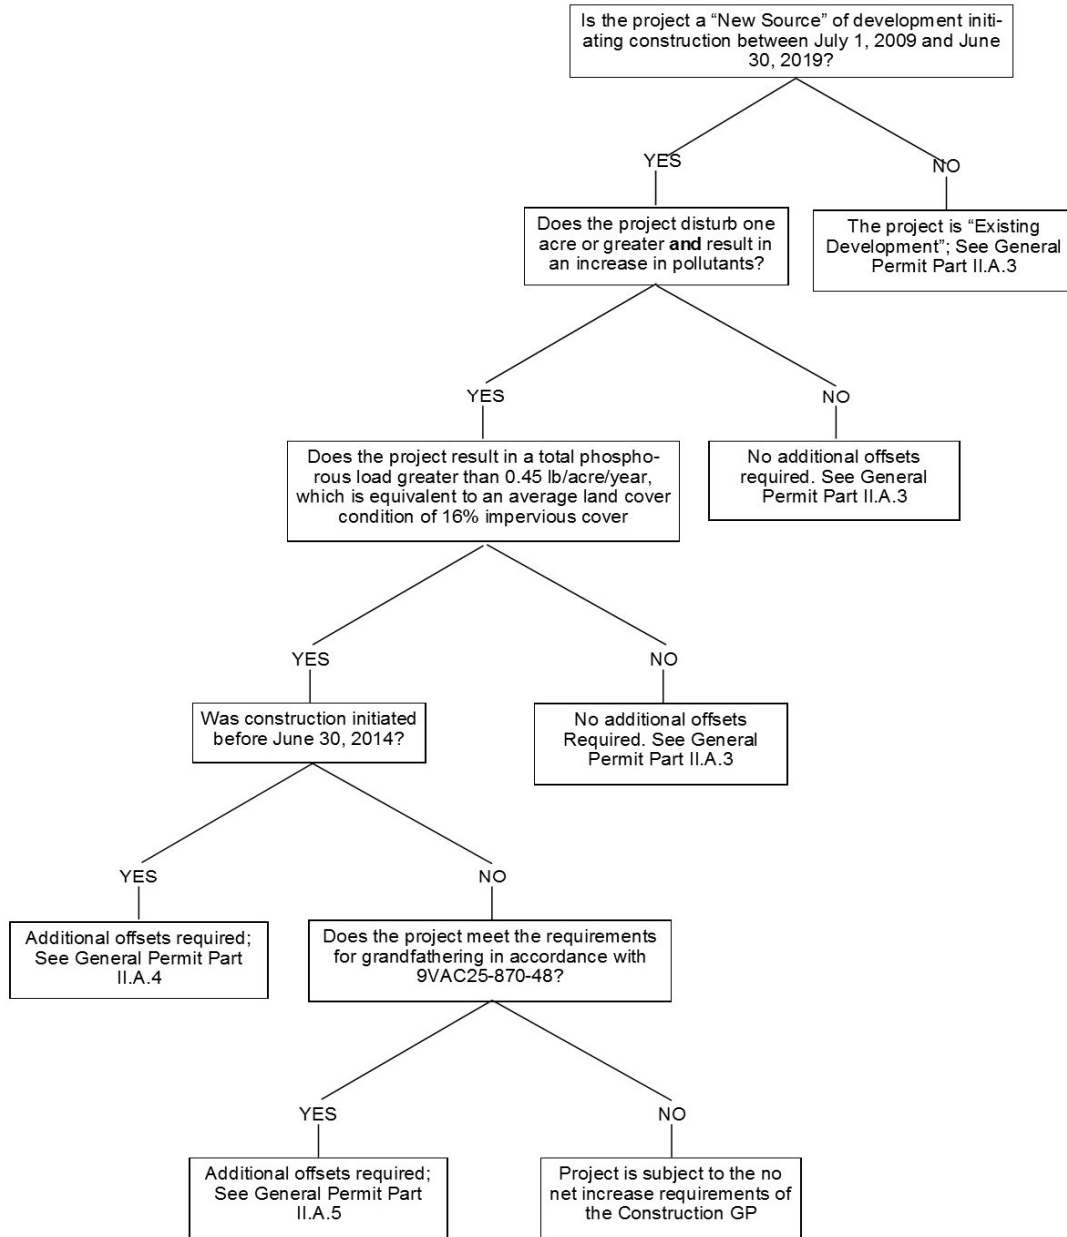 Is the project a “New Source” of development initi-
ating construction between July 1, 2009 and June
30, 2019?
YES
NO
Does the project disturb one
acre or greater and result in
an increase in pollutants?
The project is “Existing
Development”; See General
Permit Part II.A.3
YES
NO
Does the project result in a total phospho-
rous load greater than 0.45 lb/acre/year,
which is equivalent to an average land cover
condition of 16% impervious cover
No additional offsets
required. See General
Permit Part II.A.3
YES
NO
Was construction initiated
before June 30, 2014?
No additional offsets
Required. See General
Permit Part II.A.3
YES
NO
Additional offsets required;
See General Permit Part
II.A.4
Does the project meet the requirements
for grandfathering in accordance with
9VAC25-870-48?
YES
NO
Additional offsets required;
See General Permit Part
II.A.5
Project is subject to the no
net increase requirements of
the Construction GP